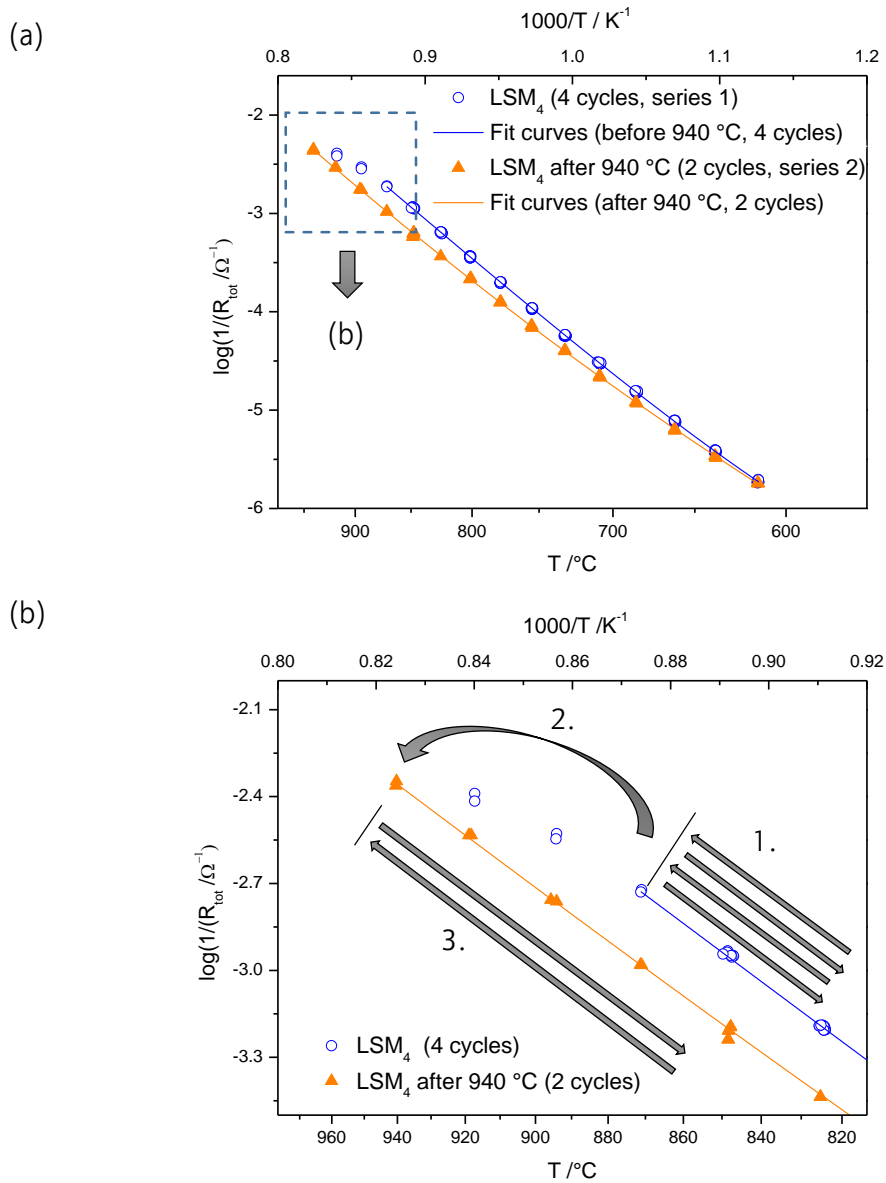 (a)
1000/T / K⁻¹
0.8 0.9 1.0 1.1 1.2
LSM₄ (4 cycles, series 1)
Fit curves (before 940 °C, 4 cycles)
LSM₄ after 940 °C (2 cycles, series 2)
Fit curves (after 940 °C, 2 cycles)
-2
-3
-4
-5
-6
log(1/(R_tot /Ω⁻¹)
(b)
900 800 700 600
T /°C
(b)
1000/T /K⁻¹
0.80 0.82 0.84 0.86 0.88 0.90 0.92
-2.1
-2.4
-2.7
-3.0
-3.3
log(1/(R_tot /Ω⁻¹)
2.
1.
3.
LSM₄ (4 cycles)
LSM₄ after 940 °C (2 cycles)
960 940 920 900 880 860 840 820
T /°C